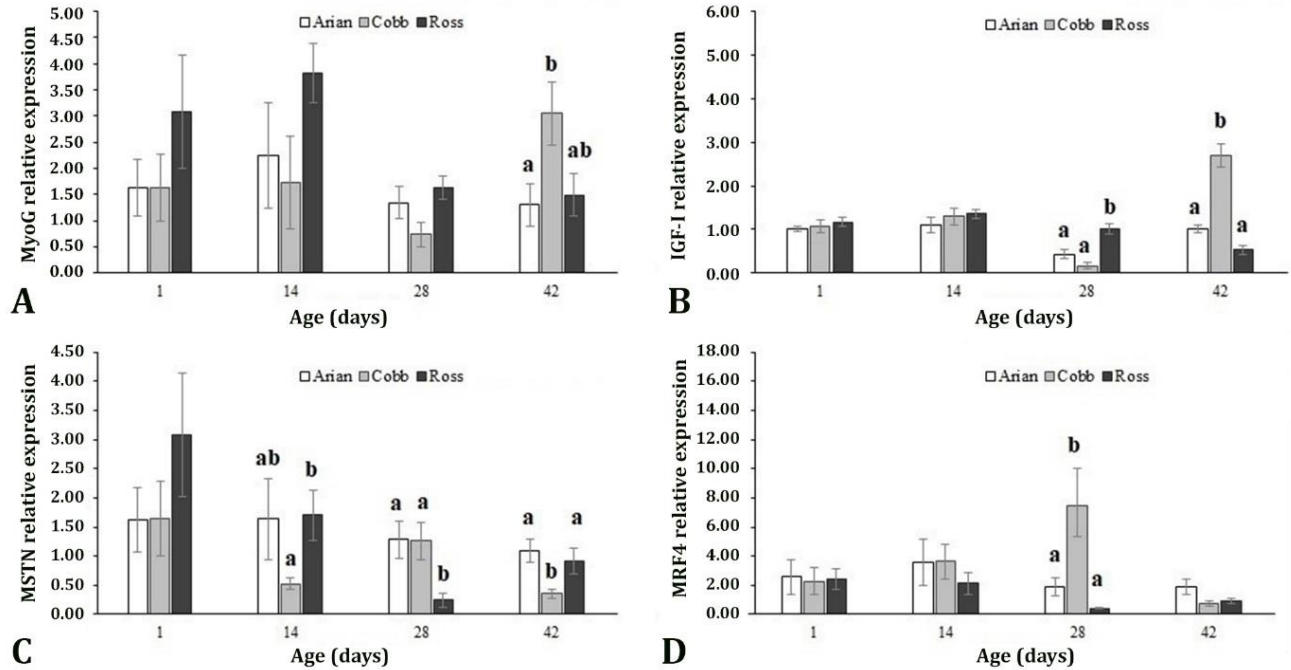 MyoG relative expression
5.00
4.50
4.00
3.50
3.00
2.50
2.00
1.50
1.00
0.50
0.00
Arian Cobb Ross
a
b
ab
1 14 28 42
Age (days)
A
IGF-I relative expression
6.00
5.00
4.00
3.00
2.00
1.00
0.00
Arian Cobb Ross
a
a
b
a
b
a
1 14 28 42
Age (days)
B
MSTN relative expression
4.50
4.00
3.50
3.00
2.50
2.00
1.50
1.00
0.50
0.00
Arian Cobb Ross
ab
a
b
a
a
b
a
b
a
1 14 28 42
Age (days)
C
MRF4 relative expression
18.00
16.00
14.00
12.00
10.00
8.00
6.00
4.00
2.00
0.00
Arian Cobb Ross
a
b
a
1 14 28 42
Age (days)
D